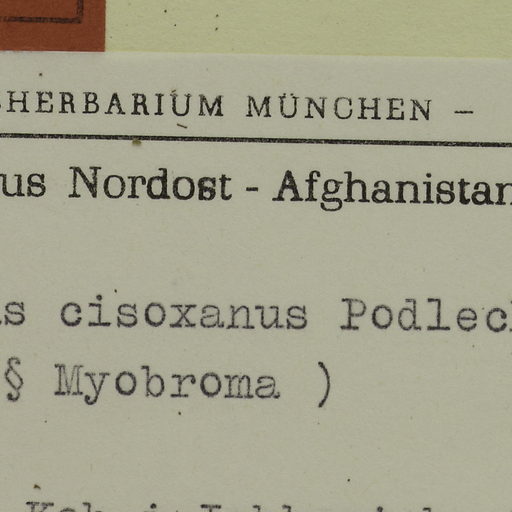 HERBARIUM MÜNCHEN –
us Nordost - Afghanistan
s cisoxanus Podlec
§ Myobroma )